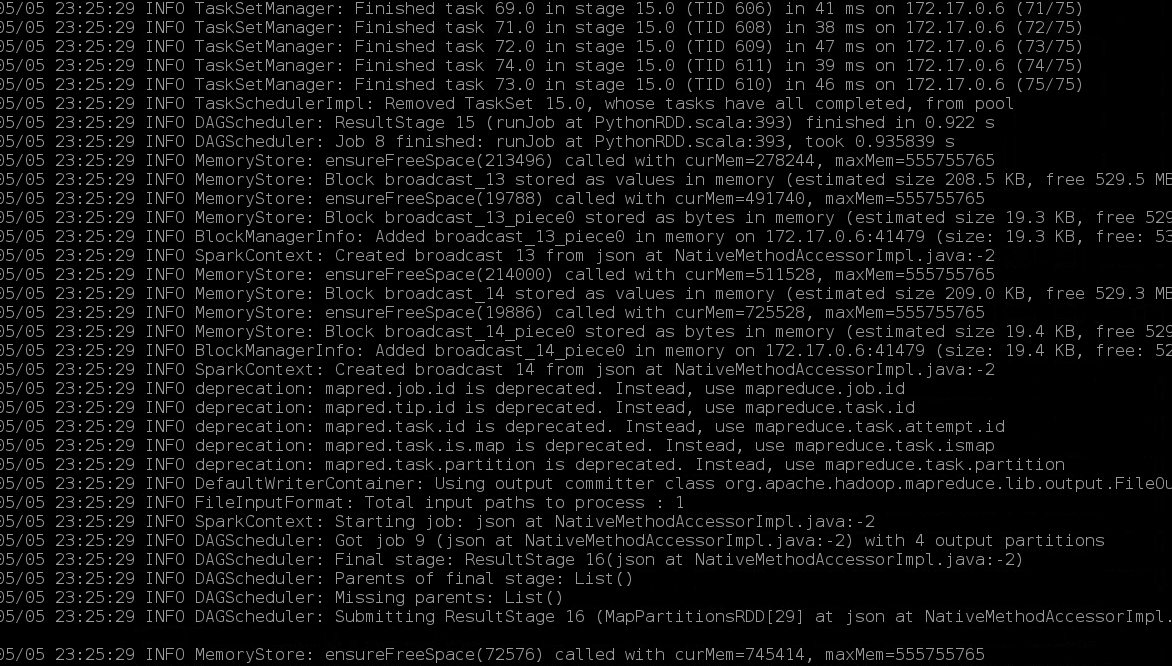 05/05 23:25:29 INFO TaskSetManager: Finished task 69.0 in stage 15.0 (TID 606) in 41 ms on 172.17.0.6 (71/75)
05/05 23:25:29 INFO TaskSetManager: Finished task 71.0 in stage 15.0 (TID 608) in 38 ms on 172.17.0.6 (72/75)
05/05 23:25:29 INFO TaskSetManager: Finished task 72.0 in stage 15.0 (TID 609) in 47 ms on 172.17.0.6 (73/75)
05/05 23:25:29 INFO TaskSetManager: Finished task 74.0 in stage 15.0 (TID 611) in 39 ms on 172.17.0.6 (74/75)
05/05 23:25:29 INFO TaskSetManager: Finished task 73.0 in stage 15.0 (TID 610) in 46 ms on 172.17.0.6 (75/75)
05/05 23:25:29 INFO TaskSchedulerImpl: Removed TaskSet 15.0, whose tasks have all completed, from pool
05/05 23:25:29 INFO DAGScheduler: ResultStage 15 (runJob at PythonRDD.scala:393) finished in 0.922 s
05/05 23:25:29 INFO DAGScheduler: Job 8 finished: runJob at PythonRDD.scala:393, took 0.935839 s
05/05 23:25:29 INFO MemoryStore: ensureFreeSpace(213496) called with curMem=278244, maxMem=555755765
05/05 23:25:29 INFO MemoryStore: Block broadcast_13 stored as values in memory (estimated size 208.5 KB, free 529.5 MB
05/05 23:25:29 INFO MemoryStore: ensureFreeSpace(19788) called with curMem=491740, maxMem=555755765
05/05 23:25:29 INFO MemoryStore: Block broadcast_13_piece0 stored as bytes in memory (estimated size 19.3 KB, free 529
05/05 23:25:29 INFO BlockManagerInfo: Added broadcast_13_piece0 in memory on 172.17.0.6:41479 (size: 19.3 KB, free: 53
05/05 23:25:29 INFO SparkContext: Created broadcast 13 from json at NativeMethodAccessorImpl.java:-2
05/05 23:25:29 INFO MemoryStore: ensureFreeSpace(214000) called with curMem=511528, maxMem=555755765
05/05 23:25:29 INFO MemoryStore: Block broadcast_14 stored as values in memory (estimated size 209.0 KB, free 529.3 MB
05/05 23:25:29 INFO MemoryStore: ensureFreeSpace(19886) called with curMem=725528, maxMem=555755765
05/05 23:25:29 INFO MemoryStore: Block broadcast_14_piece0 stored as bytes in memory (estimated size 19.4 KB, free 529
05/05 23:25:29 INFO BlockManagerInfo: Added broadcast_14_piece0 in memory on 172.17.0.6:41479 (size: 19.4 KB, free: 52
05/05 23:25:29 INFO SparkContext: Created broadcast 14 from json at NativeMethodAccessorImpl.java:-2
05/05 23:25:29 INFO deprecation: mapred.job.id is deprecated. Instead, use mapreduce.job.id
05/05 23:25:29 INFO deprecation: mapred.tip.id is deprecated. Instead, use mapreduce.task.id
05/05 23:25:29 INFO deprecation: mapred.task.id is deprecated. Instead, use mapreduce.task.attempt.id
05/05 23:25:29 INFO deprecation: mapred.task.is.map is deprecated. Instead, use mapreduce.task.ismap
05/05 23:25:29 INFO deprecation: mapred.task.partition is deprecated. Instead, use mapreduce.task.partition
05/05 23:25:29 INFO DefaultWriterContainer: Using output committer class org.apache.hadoop.mapreduce.lib.output.FileOu
05/05 23:25:29 INFO FileInputFormat: Total input paths to process : 1
05/05 23:25:29 INFO SparkContext: Starting job: json at NativeMethodAccessorImpl.java:-2
05/05 23:25:29 INFO DAGScheduler: Got job 9 (json at NativeMethodAccessorImpl.java:-2) with 4 output partitions
05/05 23:25:29 INFO DAGScheduler: Final stage: ResultStage 16(json at NativeMethodAccessorImpl.java:-2)
05/05 23:25:29 INFO DAGScheduler: Parents of final stage: List()
05/05 23:25:29 INFO DAGScheduler: Missing parents: List()
05/05 23:25:29 INFO DAGScheduler: Submitting ResultStage 16 (MapPartitionsRDD[29] at json at NativeMethodAccessorImpl.
05/05 23:25:29 INFO MemoryStore: ensureFreeSpace(72576) called with curMem=745414, maxMem=555755765